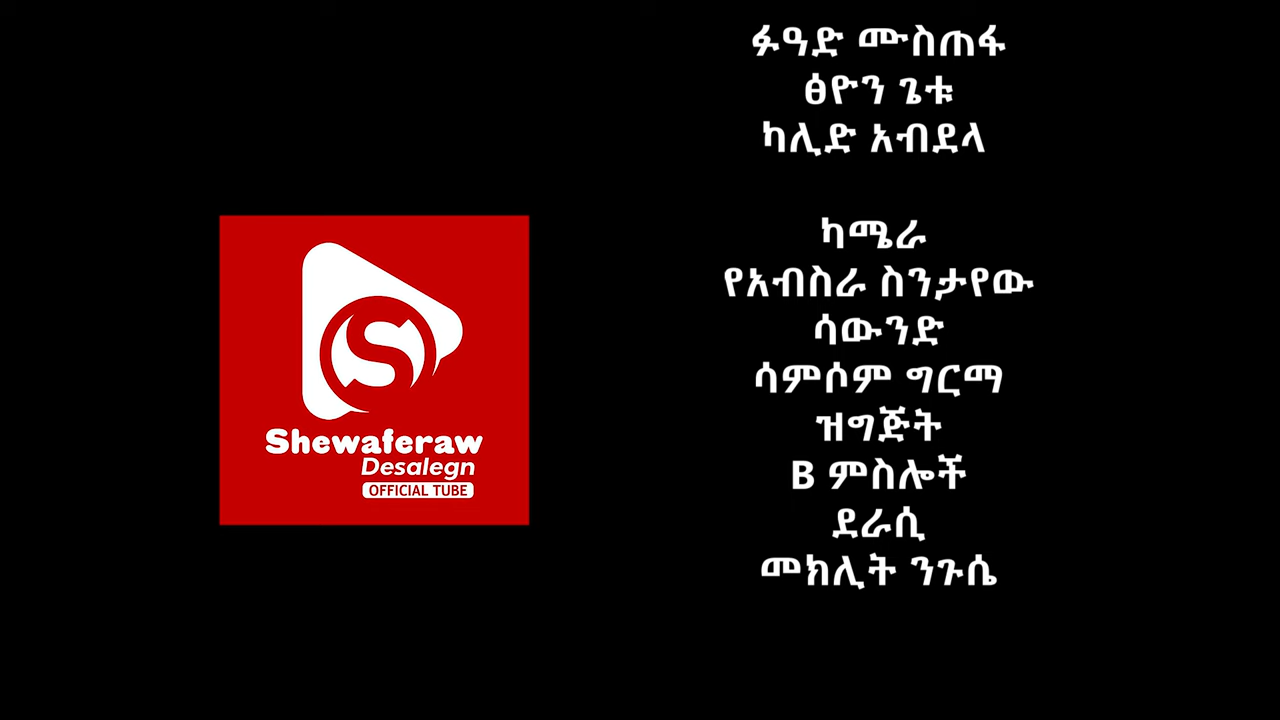 ፉዓድ ሙስጠፋ
ፅዮን ጌቱ
ካሊድ አብደላ
ካሜራ
የአብስራ ስንታየው
ሳውንድ
ሳምሶም ግርማ
ዝግጅት
B ምስሎች
ደራሲ
መክሊት ንጉሴ
S
Shewaferaw
Desalegn
OFFICIAL TUBE